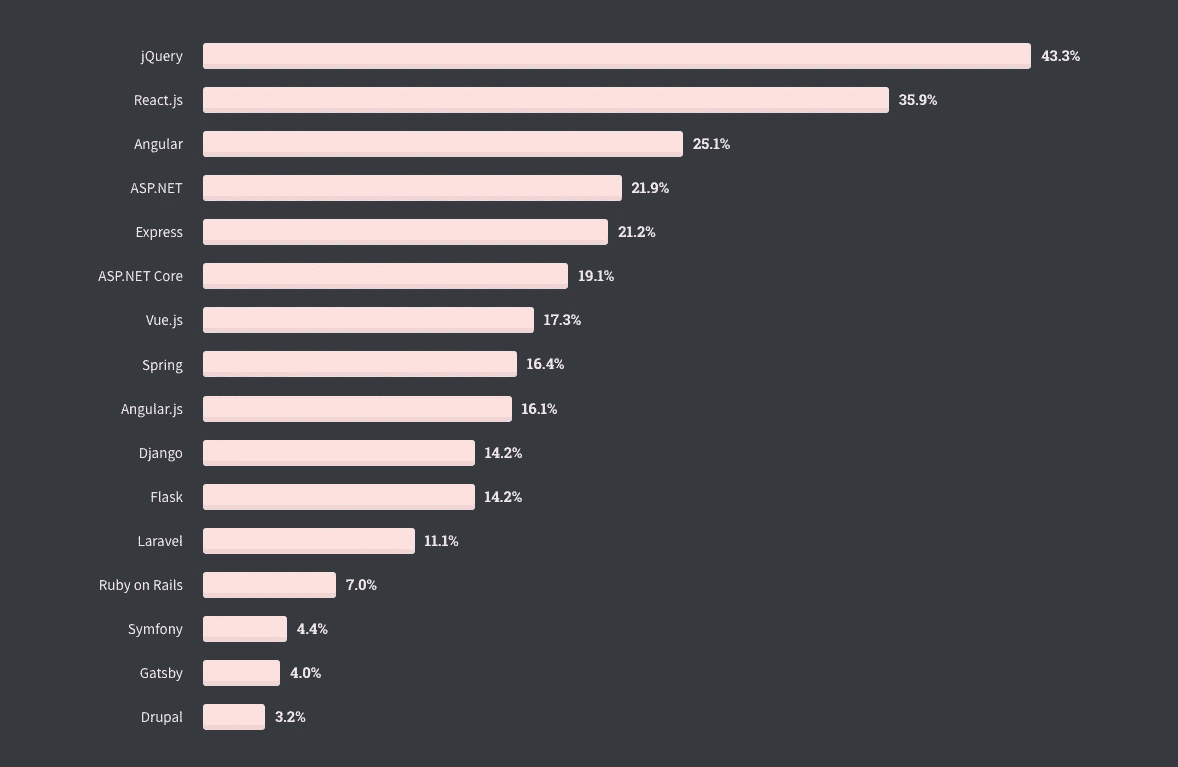 jQuery 43.3%
React.js 35.9%
Angular 25.1%
ASP.NET 21.9%
Express 21.2%
ASP.NET Core 19.1%
Vue.js 17.3%
Spring 16.4%
Angular.js 16.1%
Django 14.2%
Flask 14.2%
Laravel 11.1%
Ruby on Rails 7.0%
Symfony 4.4%
Gatsby 4.0%
Drupal 3.2%